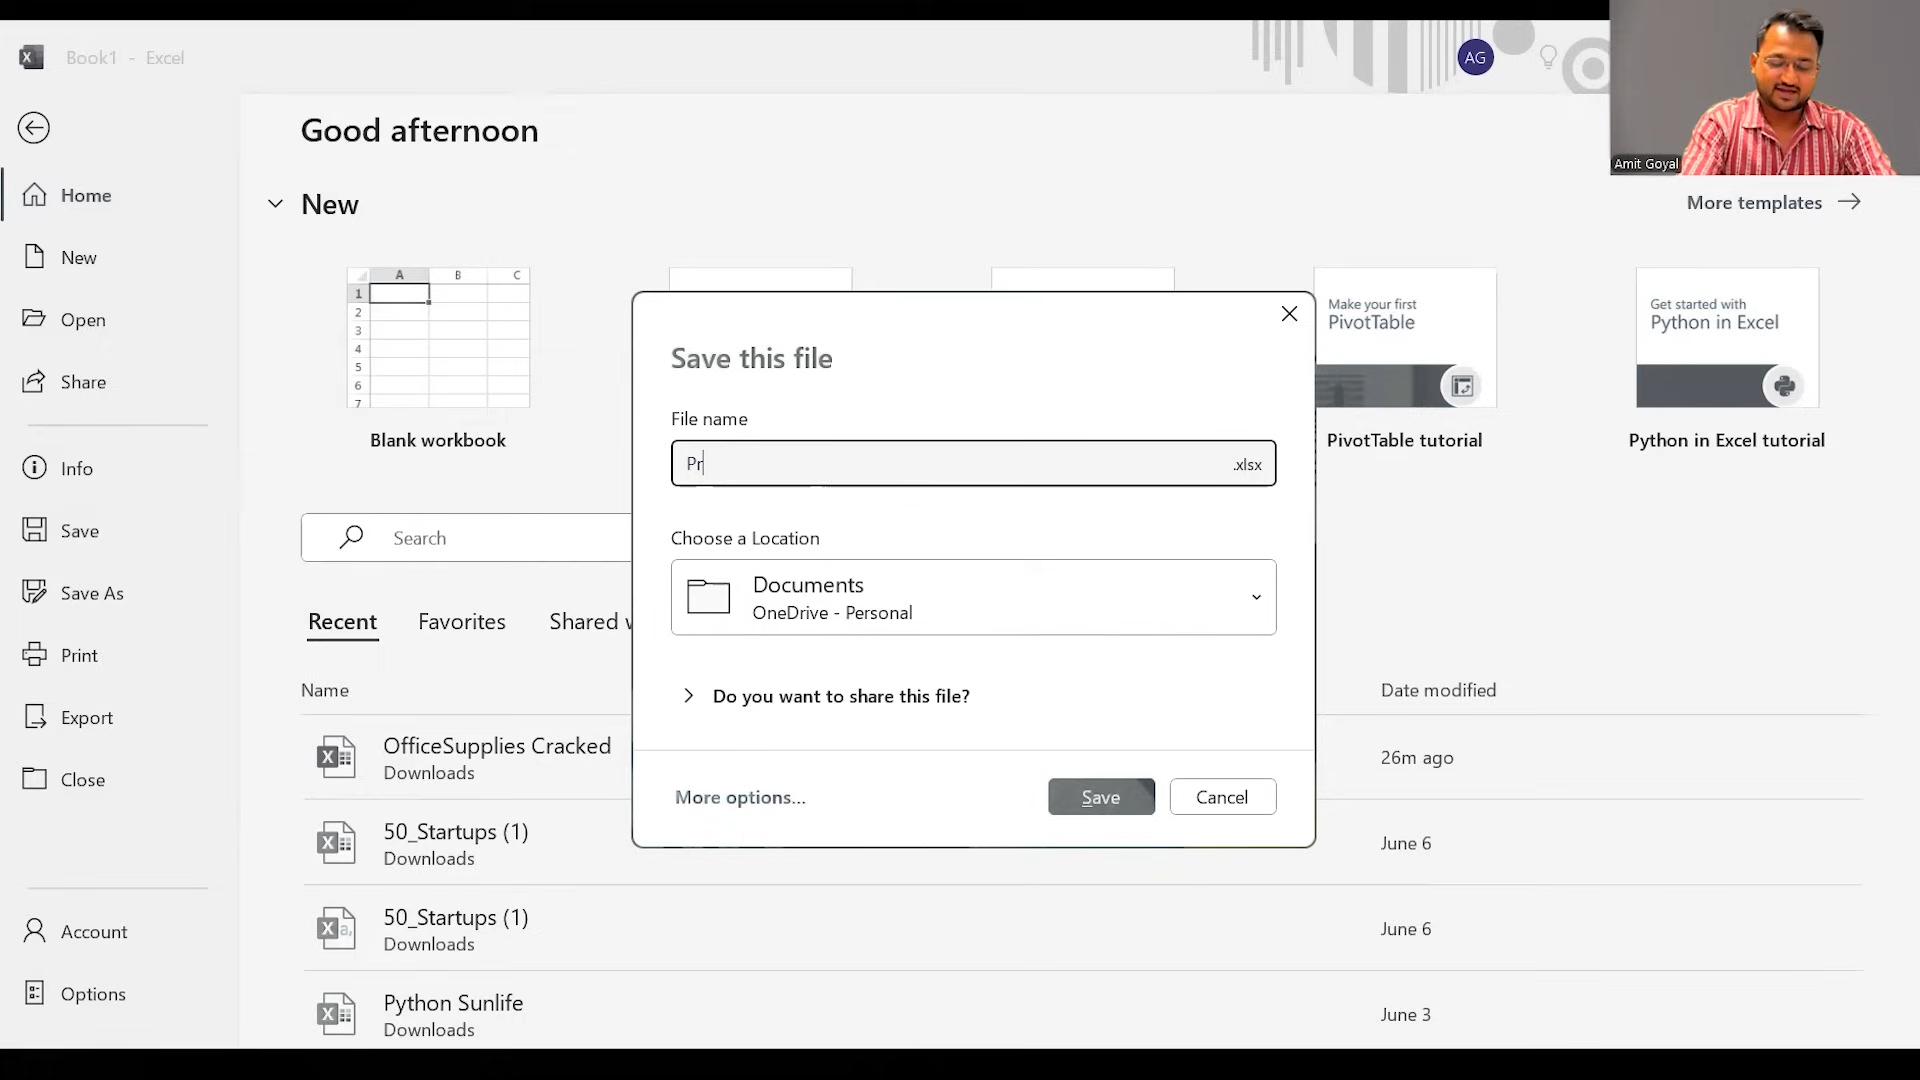 Book1 - Excel
AG
Amit Goyal
Good afternoon
Home
New
More templates
New
A B C
1
2
3
4
5
6
7
Make your first
PivotTable
Get started with
Python in Excel
Open
Share
Blank workbook
PivotTable tutorial
Python in Excel tutorial
Save this file
File name
Pr
.xlsx
Info
Save
Search
Choose a Location
Documents
OneDrive - Personal
Save As
Recent Favorites Shared
Print
Do you want to share this file?
Name
Date modified
Export
OfficeSupplies Cracked
Downloads
26m ago
Close
More options...
Save
Cancel
50_Startups (1)
Downloads
June 6
50_Startups (1)
Downloads
June 6
Account
Options
Python Sunlife
Downloads
June 3